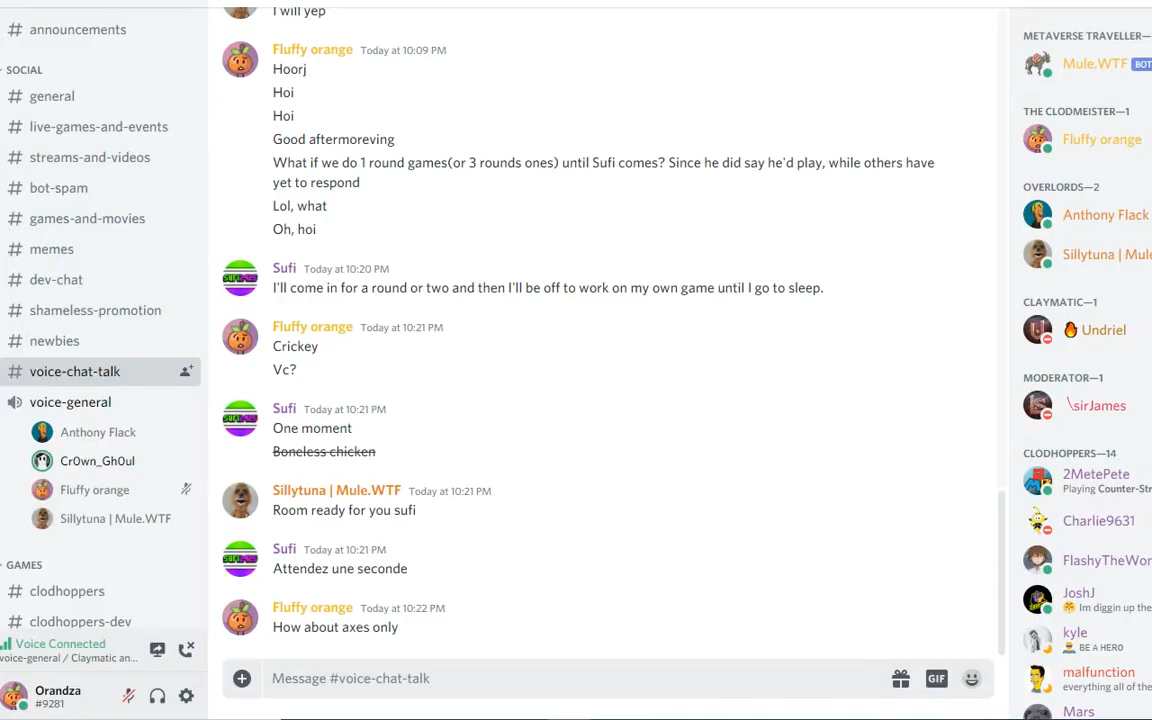 announcements
SOCIAL
general
live-games-and-events
streams-and-videos
bot-spam
games-and-movies
memes
dev-chat
shameless-promotion
newbies
voice-chat-talk
voice-general
Anthony Flack
Cr0wn_Gh0ul
Fluffy orange
Sillytuna | Mule.WTF
GAMES
clodhoppers
clodhoppers-dev
Voice Connected
voice-general / Claymatic an...
Orandza
#9281
I will yep
Fluffy orange Today at 10:09 PM
Hoorj
Hoi
Hoi
Good aftermoreving
What if we do 1 round games(or 3 rounds ones) until Sufi comes? Since he did say he'd play, while others have
yet to respond
Lol, what
Oh, hoi
Sufi Today at 10:20 PM
I'll come in for a round or two and then I'll be off to work on my own game until I go to sleep.
Fluffy orange Today at 10:21 PM
Crickey
Vc?
Sufi Today at 10:21 PM
One moment
Boneless chicken
Sillytuna | Mule.WTF Today at 10:21 PM
Room ready for you sufi
Sufi Today at 10:21 PM
Attendez une seconde
Fluffy orange Today at 10:22 PM
How about axes only
Message #voice-chat-talk
GIF
METAVERSE TRAVELLER—
Mule.WTF BOT
THE CLODMEISTER—1
Fluffy orange
OVERLORDS—2
Anthony Flack
Sillytuna | Mule
CLAYMATIC—1
Undriel
MODERATOR—1
\sirJames
CLODHOPPERS—14
2MetePete
Playing Counter-Str
Charlie9631
FlashyTheWor
JoshJ
Im diggin up the
kyle
BE A HERO
malfunction
everything all of the
Mars